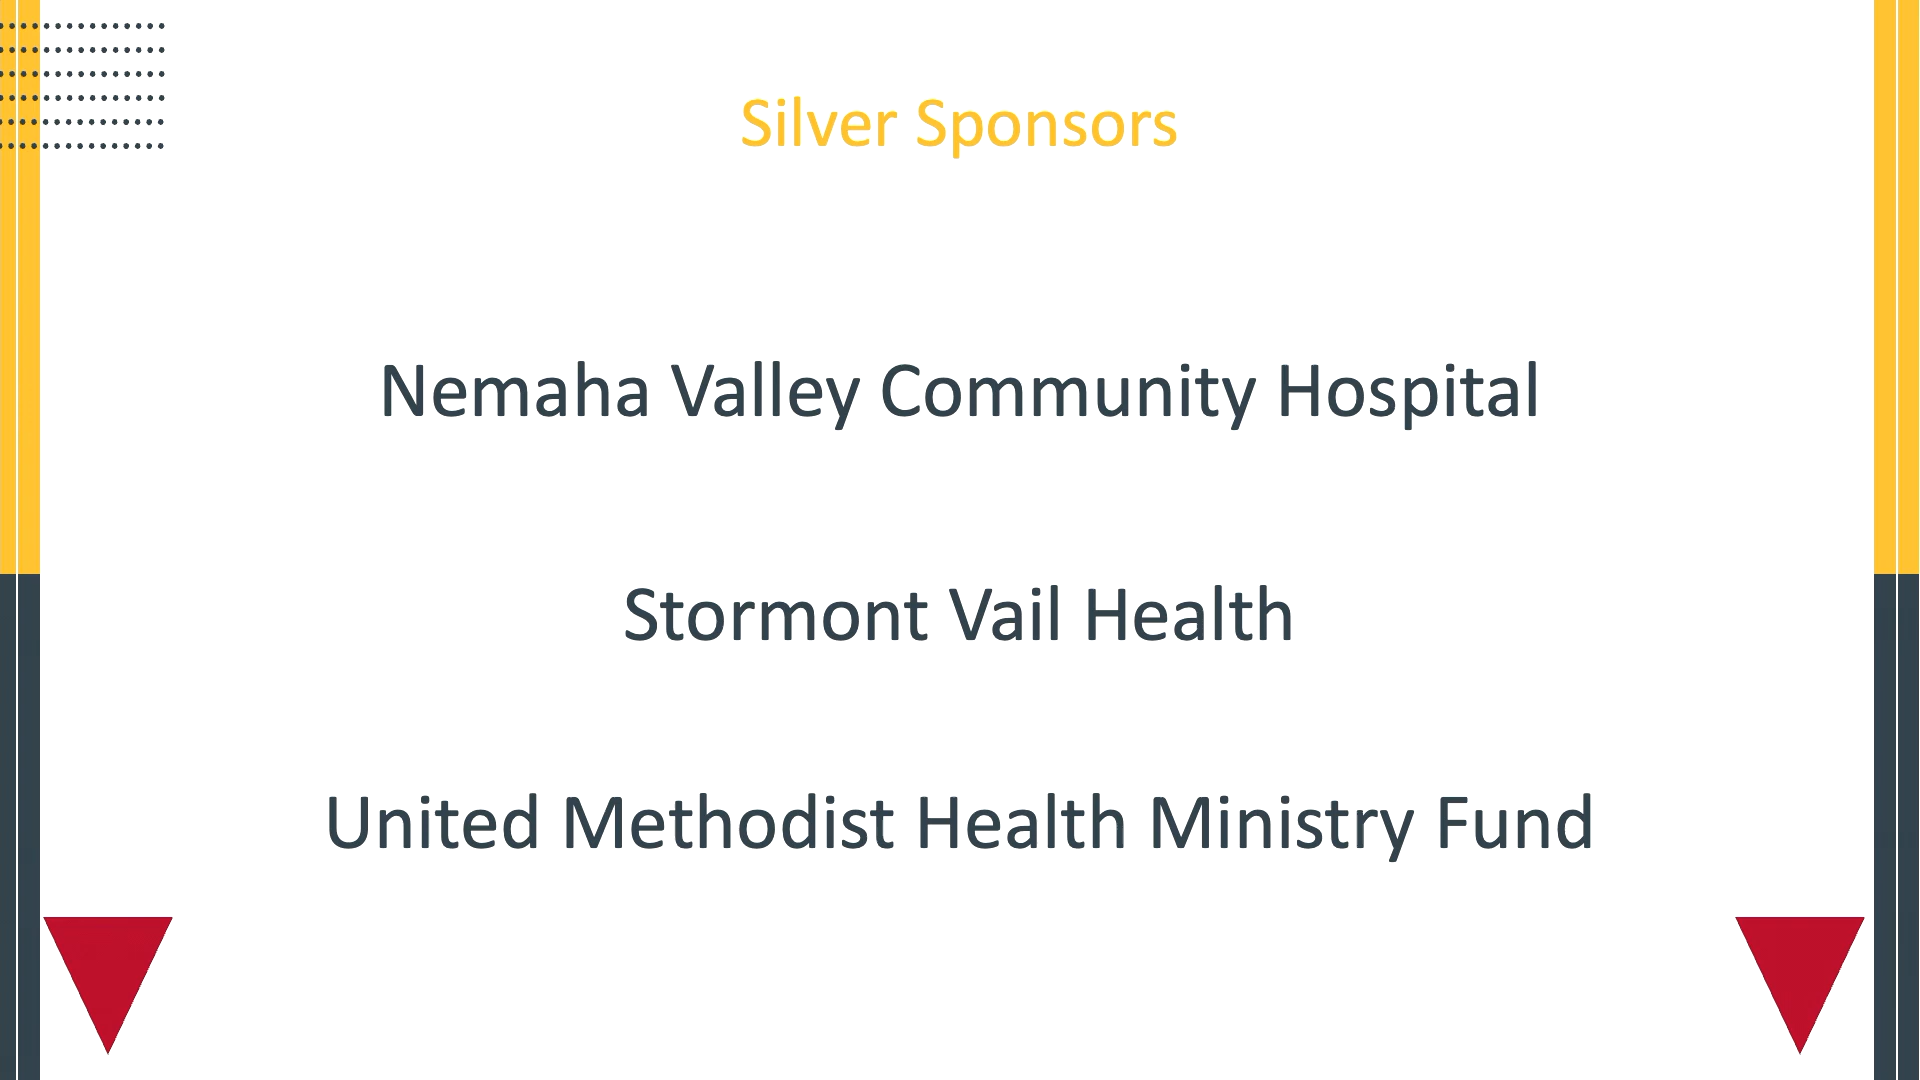 Silver Sponsors
Nemaha Valley Community Hospital
Stormont Vail Health
United Methodist Health Ministry Fund